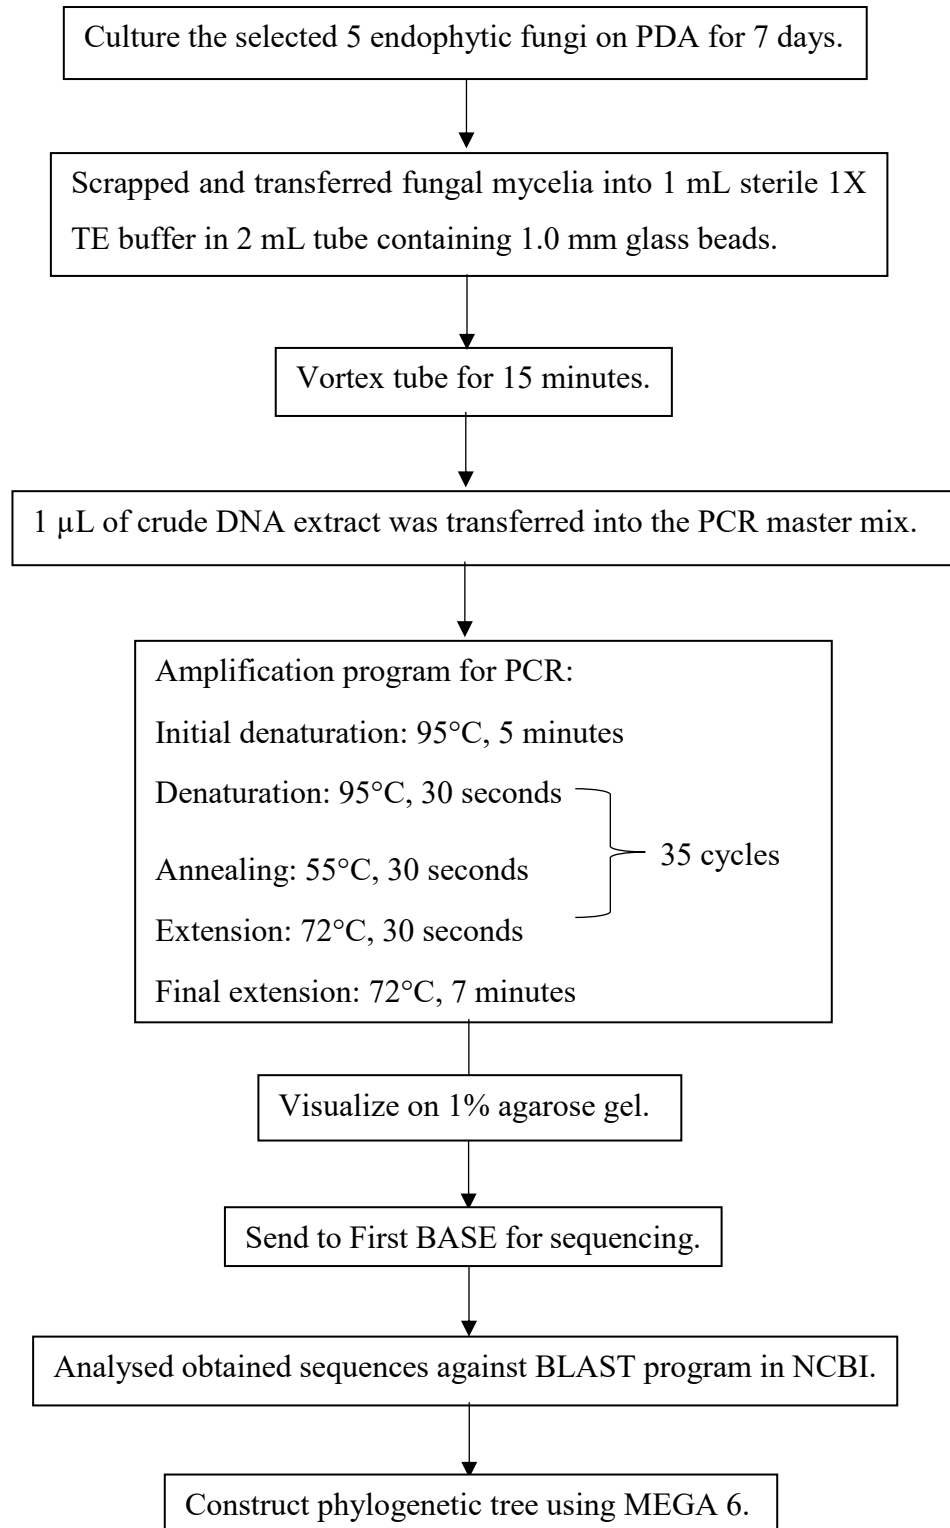 Culture the selected 5 endophytic fungi on PDA for 7 days.
Scrapped and transferred fungal mycelia into 1 mL sterile 1X
TE buffer in 2 mL tube containing 1.0 mm glass beads.
Vortex tube for 15 minutes.
1 µL of crude DNA extract was transferred into the PCR master mix.
Amplification program for PCR:
Initial denaturation: 95°C, 5 minutes
Denaturation: 95°C, 30 seconds
35 cycles
Annealing: 55°C, 30 seconds
Extension: 72°C, 30 seconds
Final extension: 72°C, 7 minutes
Visualize on 1% agarose gel.
Send to First BASE for sequencing.
Analysed obtained sequences against BLAST program in NCBI.
Construct phylogenetic tree using MEGA 6.